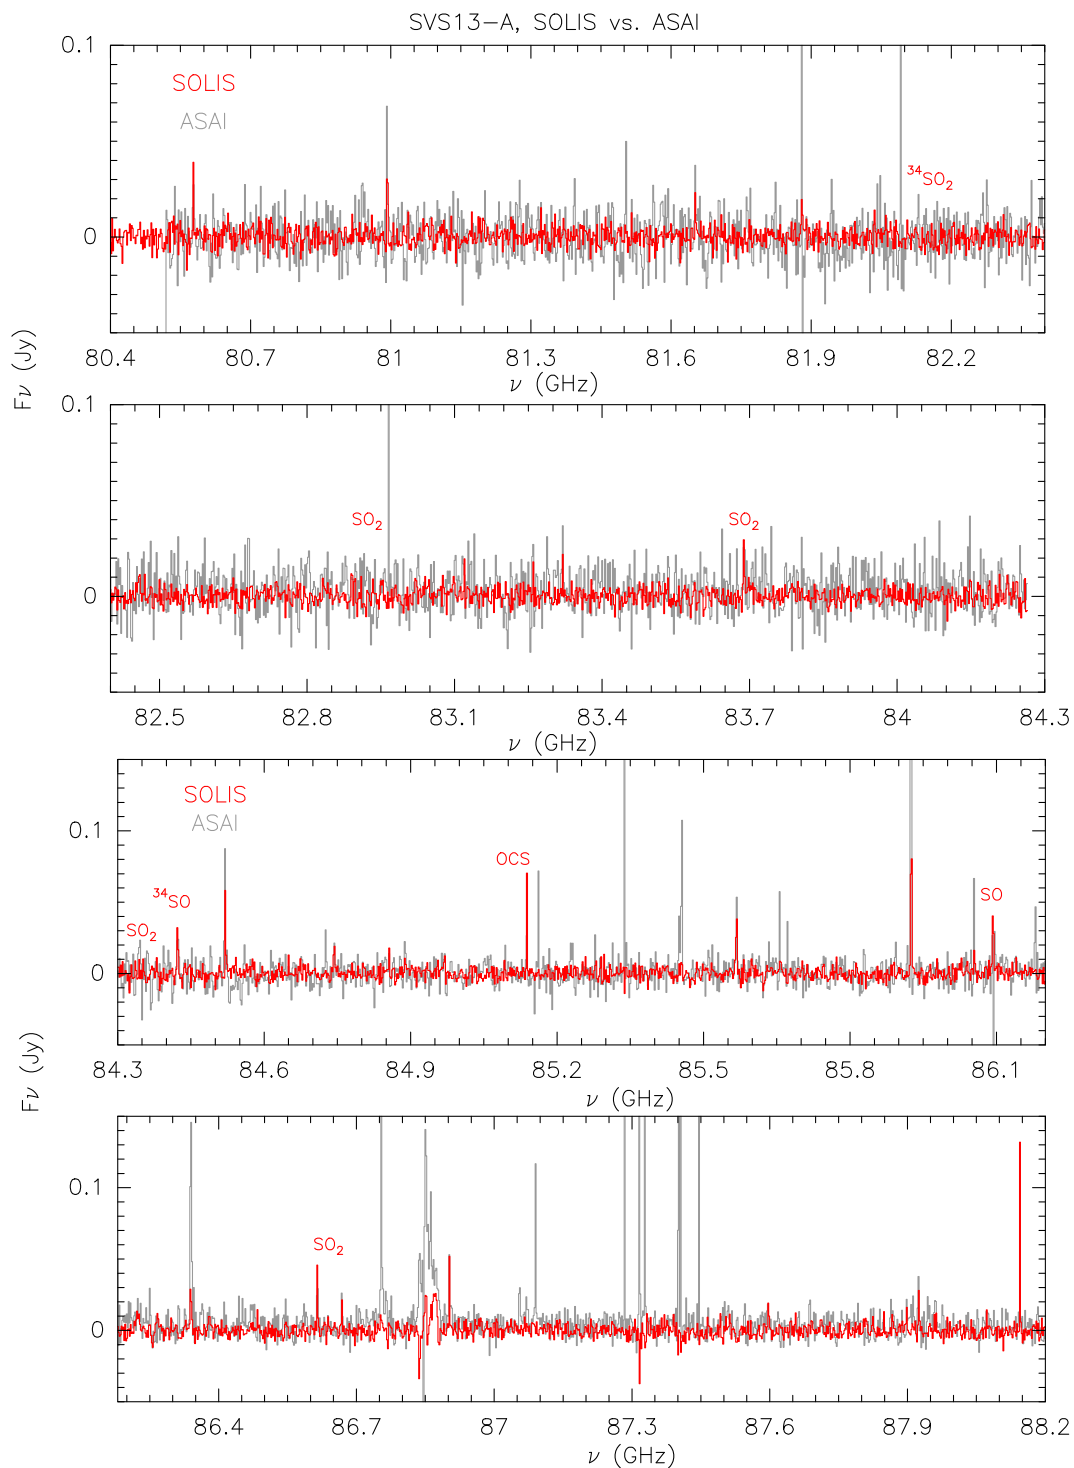 SVS13-A, SOLIS vs. ASAI
0.1
SOLIS
ASAI
³⁴SO₂
0
80.4 80.7 81 81.3 81.6 81.9 82.2
ν (GHz)
Fν (Jy)
0.1
SO₂ SO₂
0
82.5 82.8 83.1 83.4 83.7 84 84.3
ν (GHz)
SOLIS
ASAI
0.1
OCS
³⁴SO SO
SO₂
0
84.3 84.6 84.9 85.2 85.5 85.8 86.1
ν (GHz)
Fν (Jy)
0.1
SO₂
0
86.4 86.7 87 87.3 87.6 87.9 88.2
ν (GHz)